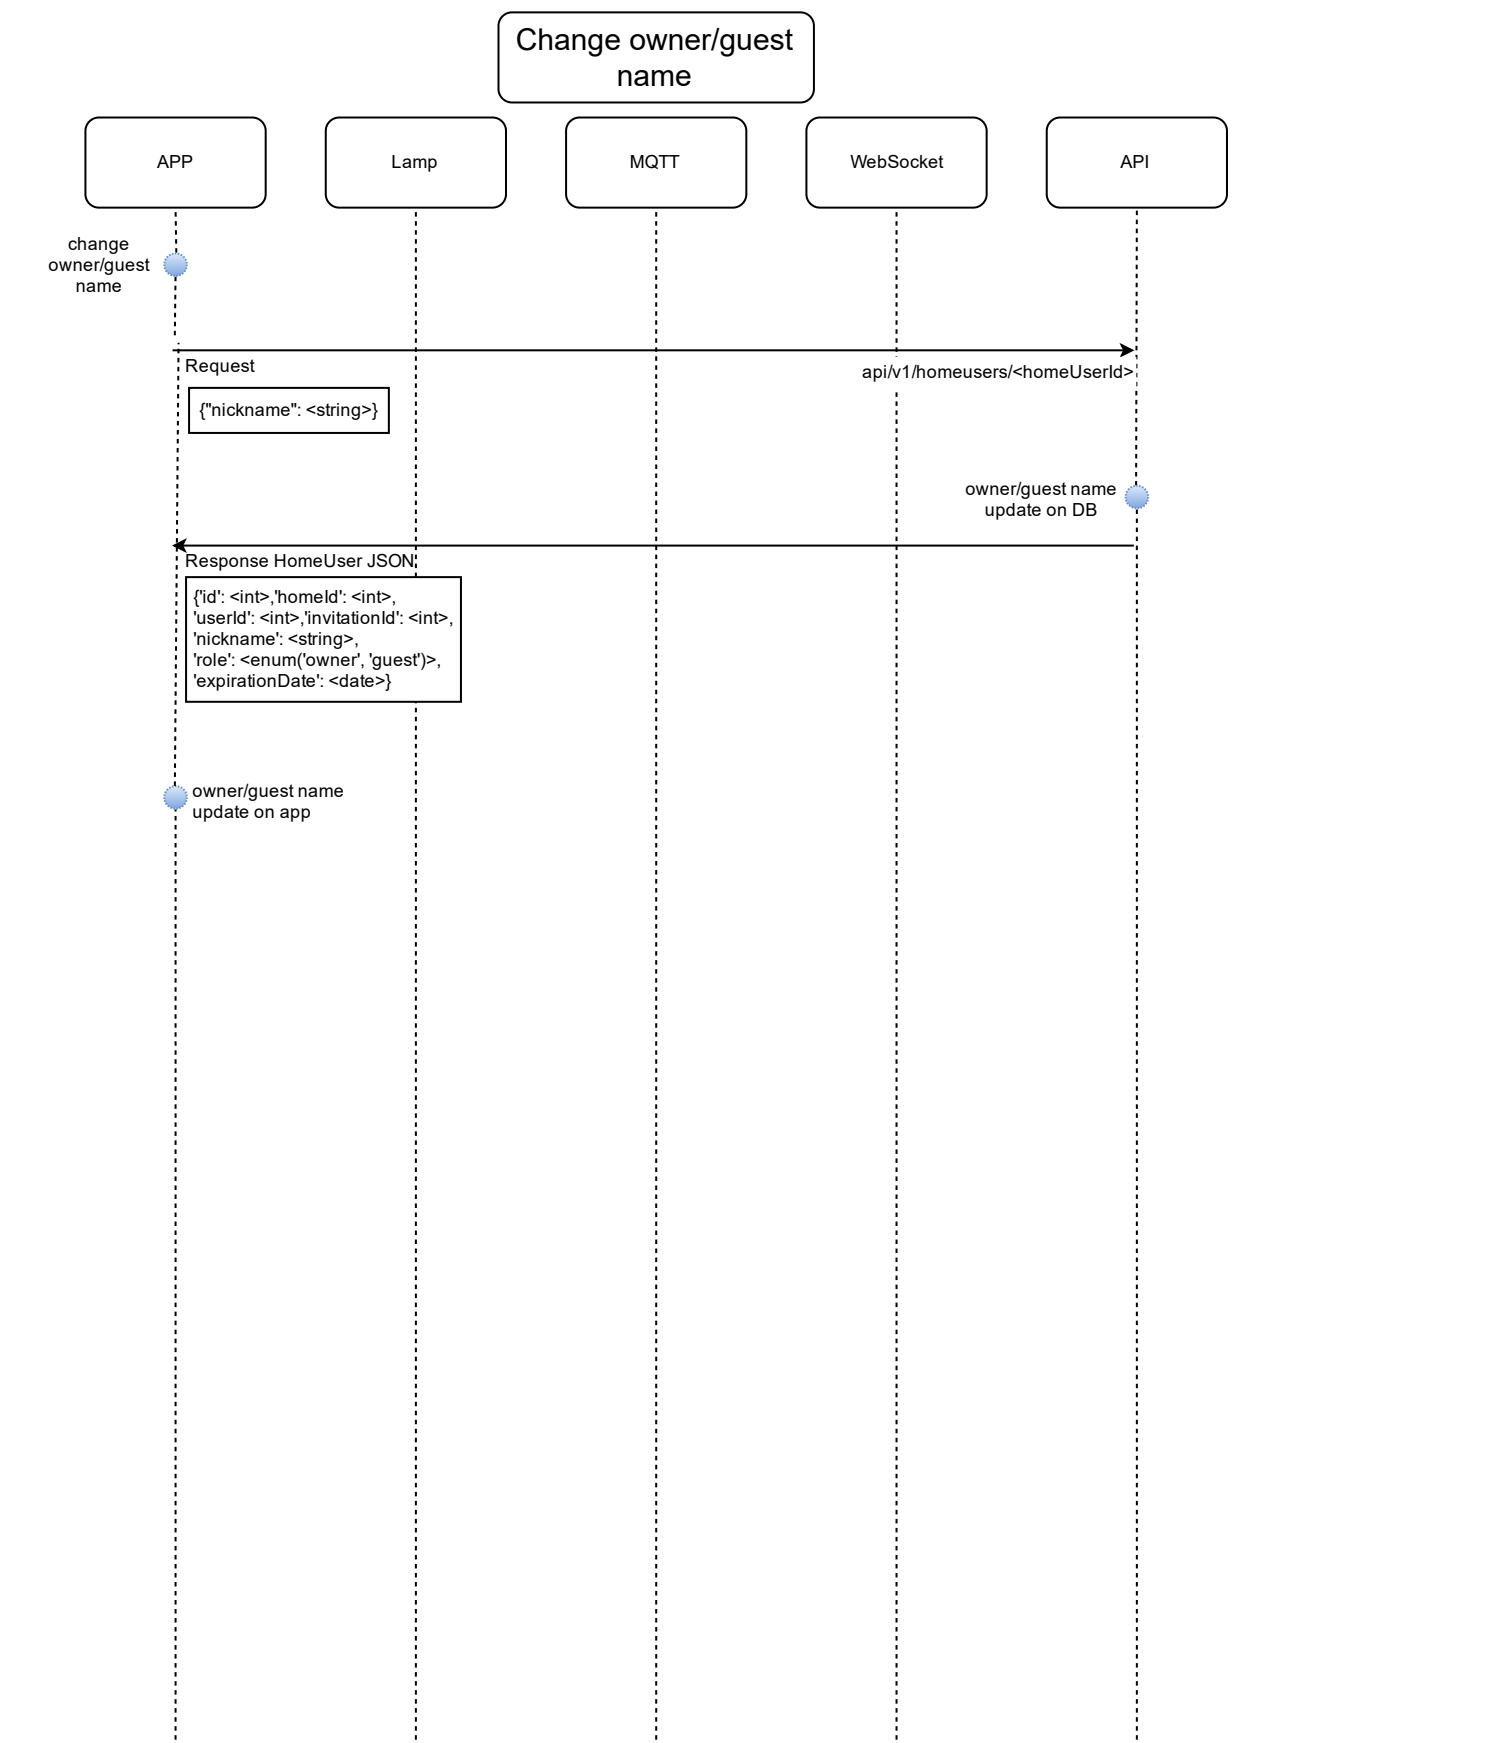 Change owner/guest
name
APP
Lamp
MQTT
WebSocket
API
change
owner/guest
name
Request
api/v1/homeusers/<homeUserId>
{"nickname": <string>}
owner/guest name
update on DB
Response HomeUser JSON
{'id': <int>,'homeId': <int>,
'userId': <int>,'invitationId': <int>,
'nickname': <string>,
'role': <enum('owner', 'guest')>,
'expirationDate': <date>}
owner/guest name
update on app